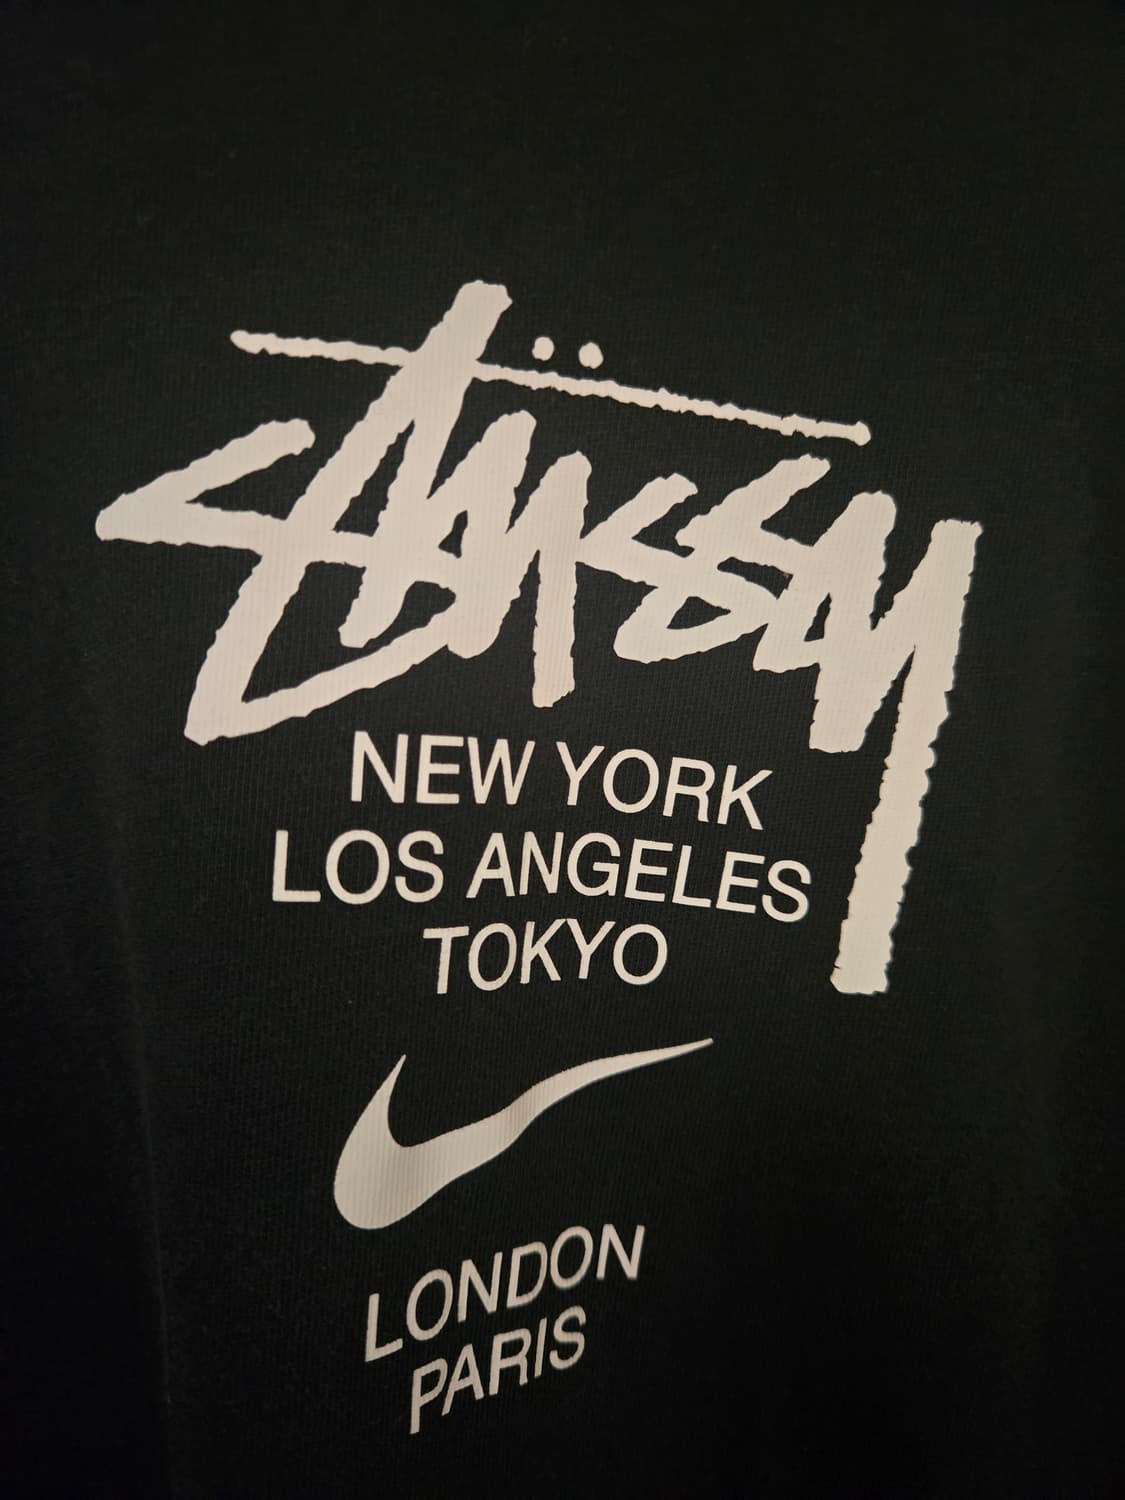 Stüssy
NEW YORK
LOS ANGELES
TOKYO
LONDON
PARIS